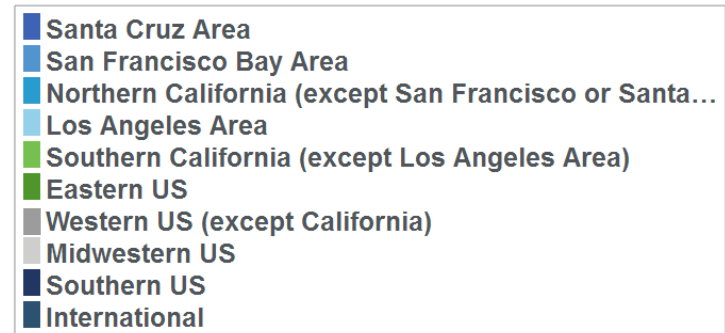 Santa Cruz Area
San Francisco Bay Area
Northern California (except San Francisco or Santa…
Los Angeles Area
Southern California (except Los Angeles Area)
Eastern US
Western US (except California)
Midwestern US
Southern US
International